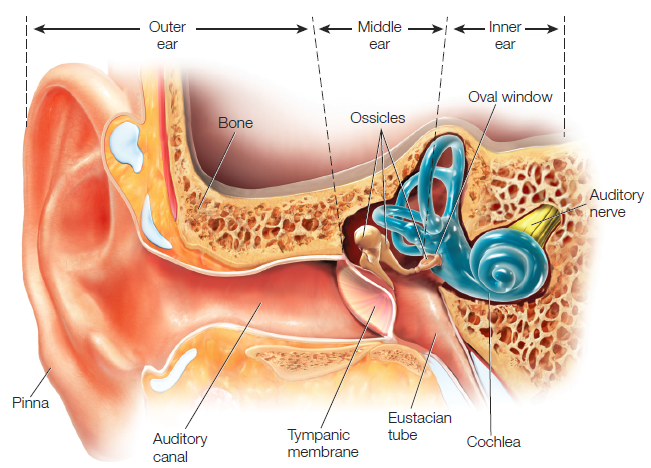 Outer
ear
Middle
ear
Inner
ear
Oval window
Bone
Ossicles
Auditory
nerve
Pinna
Auditory
canal
Tympanic
membrane
Eustacian
tube
Cochlea